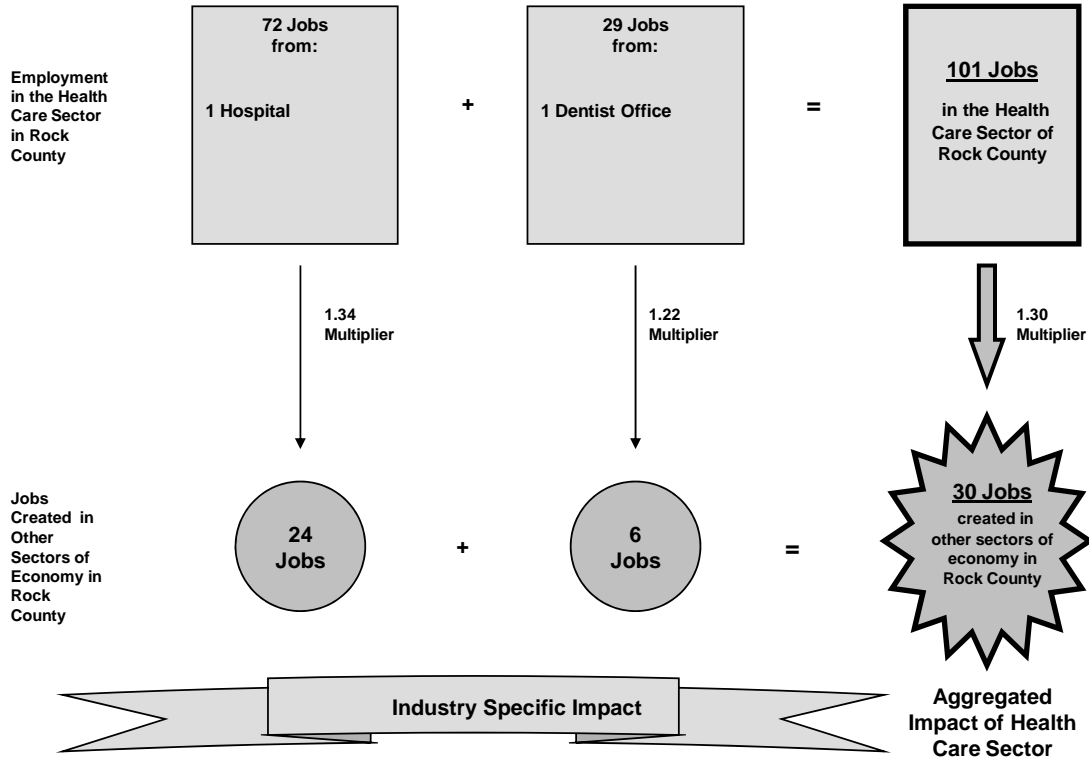 Employment
in the Health
Care Sector
in Rock
County
72 Jobs
from:
1 Hospital
+
29 Jobs
from:
1 Dentist Office
=
101 Jobs
in the Health
Care Sector of
Rock County
1.34
Multiplier
1.22
Multiplier
1.30
Multiplier
Jobs
Created in
Other
Sectors of
Economy in
Rock
County
24
Jobs
+
6
Jobs
=
30 Jobs
created in
other sectors of
economy in
Rock County
Industry Specific Impact
Aggregated
Impact of Health
Care Sector